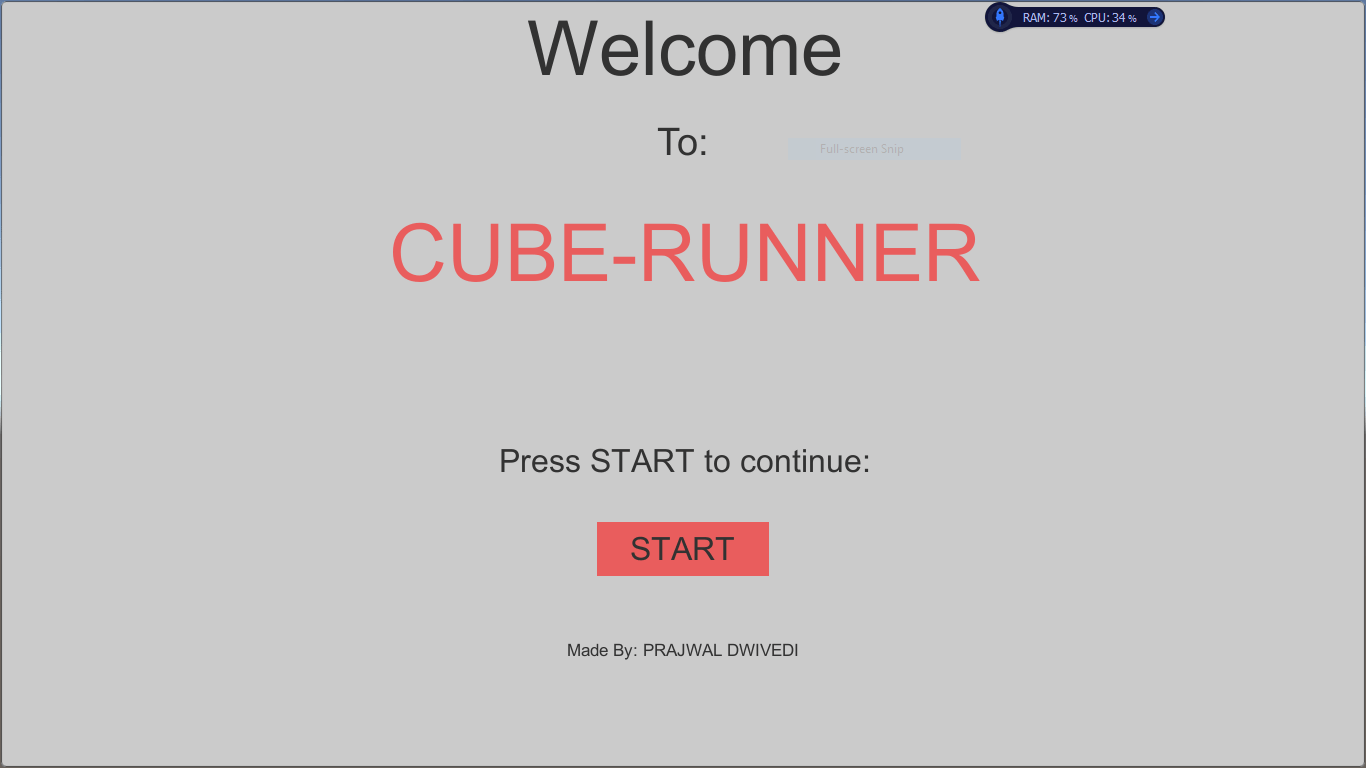 RAM: 73 % CPU: 34 %
Welcome
To:
Full-screen Snip
CUBE-RUNNER
Press START to continue:
START
Made By: PRAJWAL DWIVEDI